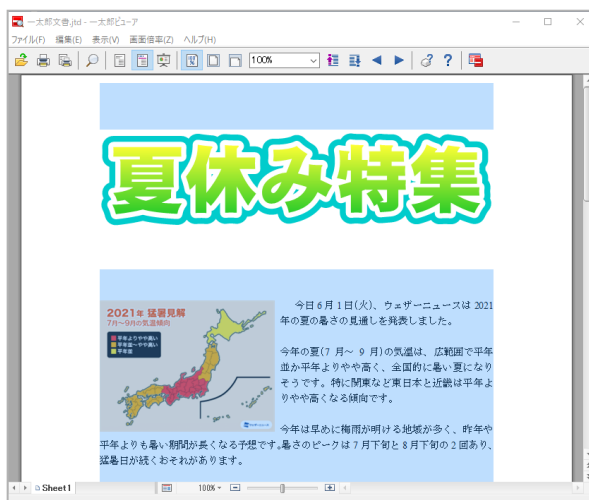 一太郎文書.jtd - 一太郎ビューア
ファイル(F) 編集(E) 表示(V) 画面倍率(Z) ヘルプ(H)
100%
夏休み特集
2021年 猛暑見解
7月~9月の気温傾向
平年よりやや高い
平年並~やや高い
平年並
今日6月1日(火)、ウェザーニュースは 2021
年の夏の暑さの見通しを発表しました。
今年の夏(7 月~ 9 月)の気温は、広範囲で平年
並か平年よりやや高く、全国的に暑い夏になり
そうです。特に関東など東日本と近畿は平年よ
りやや高くなる傾向です。
今年は早めに梅雨が明ける地域が多く、昨年や
平年よりも暑い期間が長くなる予想です。暑さのピークは7月下旬と8月下旬の2回あり、
猛暑日が続くおそれがあります。
Sheet1
100%